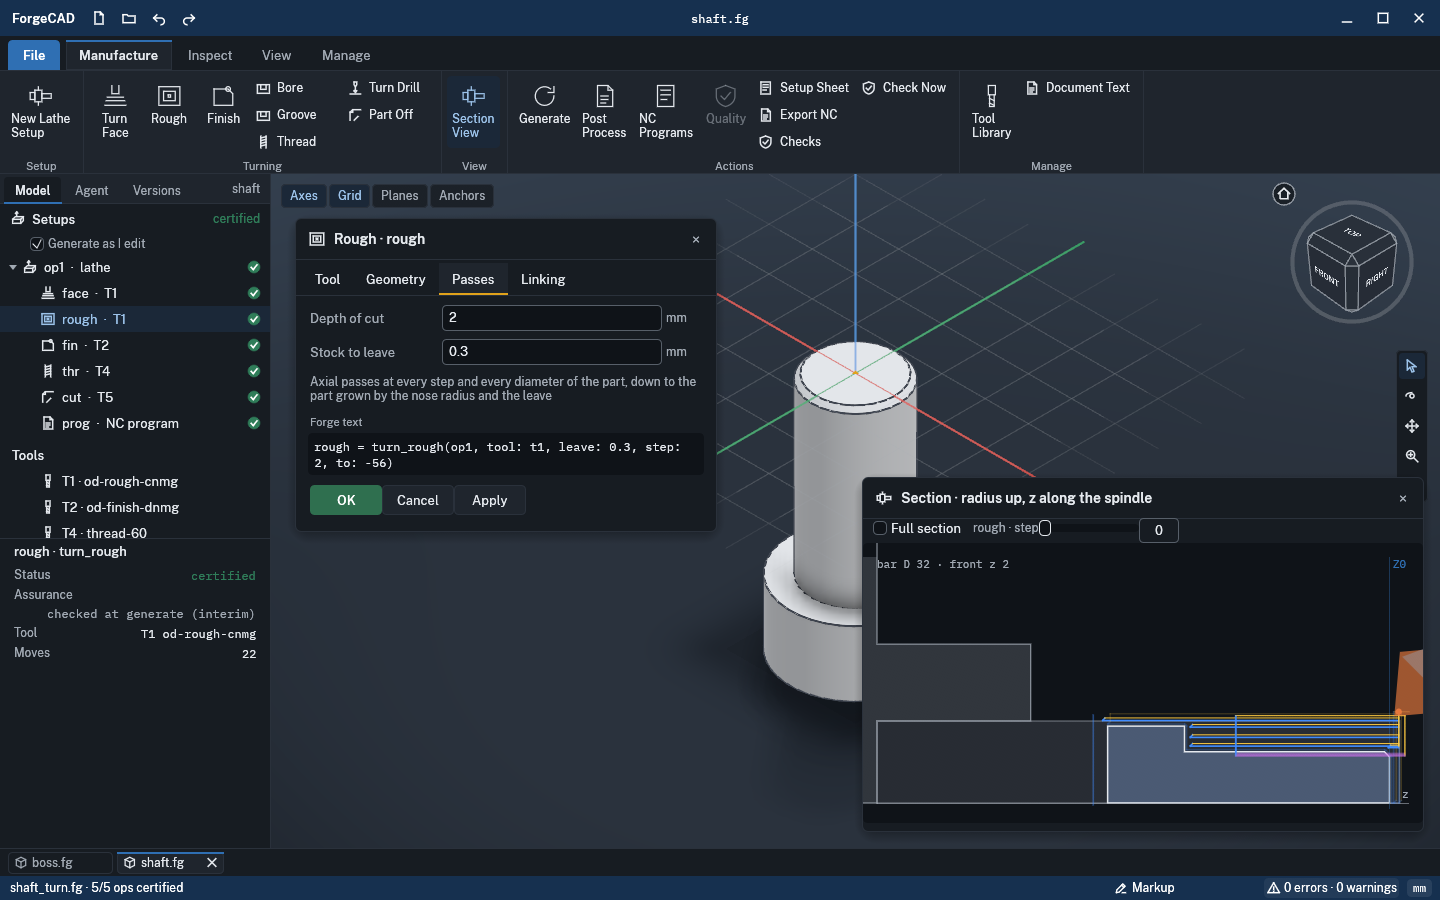 ForgeCAD
shaft.fg
File
Manufacture
Inspect
View
Manage
New Lathe
Setup
Turn
Face
Rough
Finish
Bore
Groove
Thread
Turn Drill
Part Off
Section
View
Generate
Post
Process
NC
Programs
Quality
Setup Sheet
Export NC
Checks
Check Now
Tool
Library
Document Text
Setup
Turning
View
Actions
Manage
Model
Agent
Versions
shaft
Setups
certified
Generate as I edit
op1 · lathe
face · T1
rough · T1
fin · T2
thr · T4
cut · T5
prog · NC program
Tools
T1 · od-rough-cnmg
T2 · od-finish-dnmg
T4 · thread-60
rough · turn_rough
Status
certified
Assurance
checked at generate (interim)
Tool
T1 od-rough-cnmg
Moves
22
Axes
Grid
Planes
Anchors
Rough · rough
×
Tool
Geometry
Passes
Linking
Depth of cut
2
mm
Stock to leave
0.3
mm
Axial passes at every step and every diameter of the part, down to the
part grown by the nose radius and the leave
Forge text
rough = turn_rough(op1, tool: t1, leave: 0.3, step:
2, to: -56)
OK
Cancel
Apply
TOP
FRONT
RIGHT
Section · radius up, z along the spindle
×
Full section
rough · step
0
bar D 32 · front z 2
Z0
z
boss.fg
shaft.fg
shaft_turn.fg · 5/5 ops certified
Markup
0 errors · 0 warnings
mm